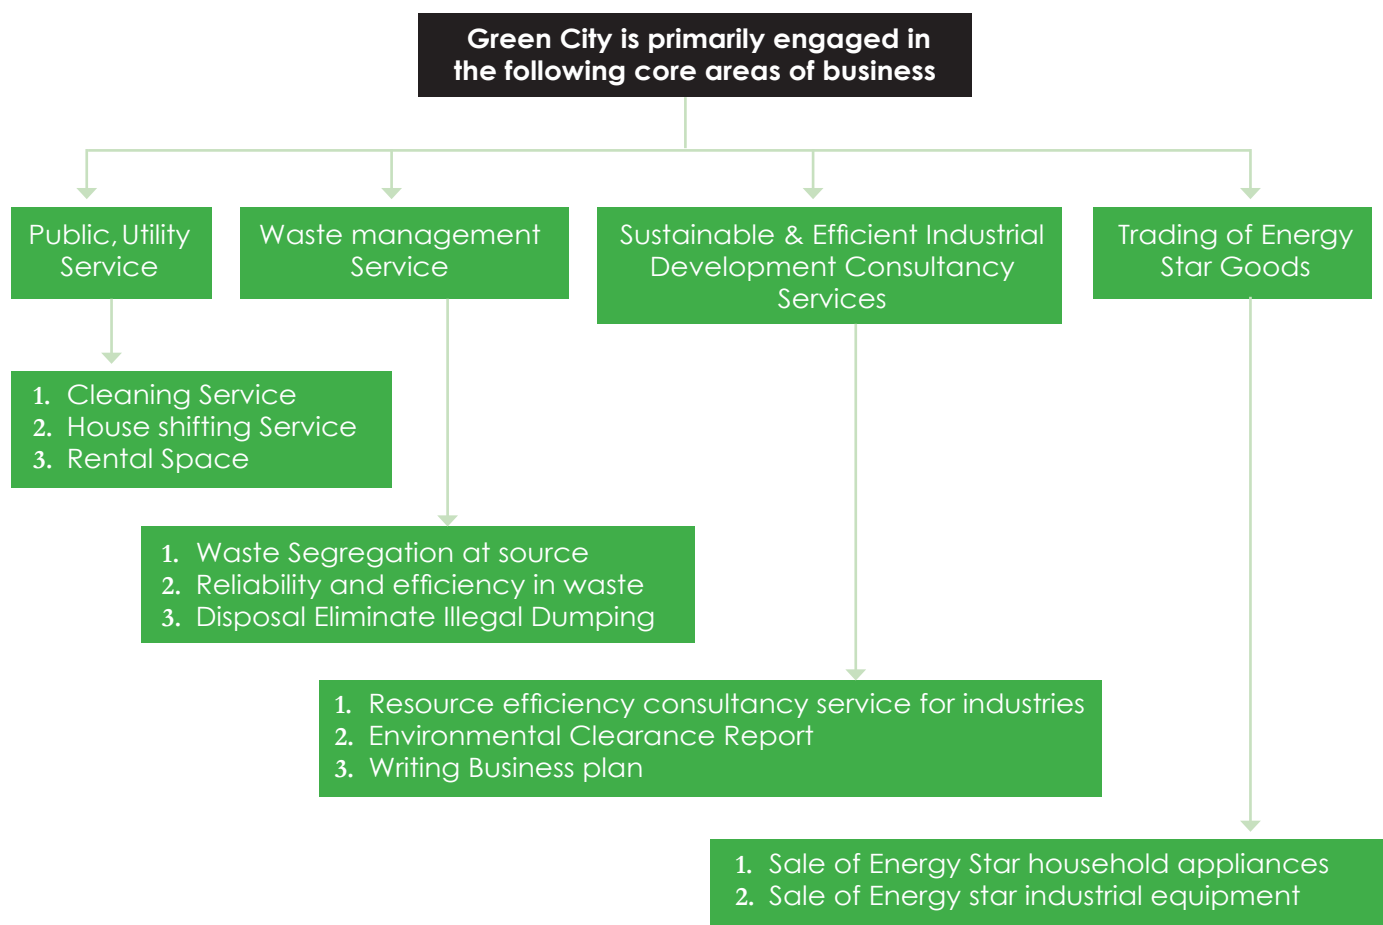 Green City is primarily engaged in
the following core areas of business
Public, Utility
Service
Waste management
Service
Sustainable & Efficient Industrial
Development Consultancy
Services
Trading of Energy
Star Goods
1. Cleaning Service
2. House shifting Service
3. Rental Space
1. Waste Segregation at source
2. Reliability and efficiency in waste
3. Disposal Eliminate Illegal Dumping
1. Resource efficiency consultancy service for industries
2. Environmental Clearance Report
3. Writing Business plan
1. Sale of Energy Star household appliances
2. Sale of Energy star industrial equipment